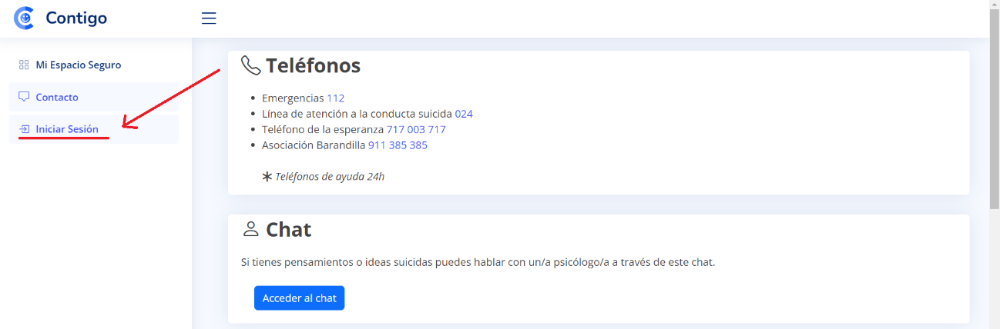 Contigo
Mi Espacio Seguro
Contacto
Iniciar Sesión
Teléfonos
Emergencias 112
Línea de atención a la conducta suicida 024
Teléfono de la esperanza 717 003 717
Asociación Barandilla 911 385 385
Teléfonos de ayuda 24h
Chat
Si tienes pensamientos o ideas suicidas puedes hablar con un/a psicólogo/a a través de este chat.
Acceder al chat